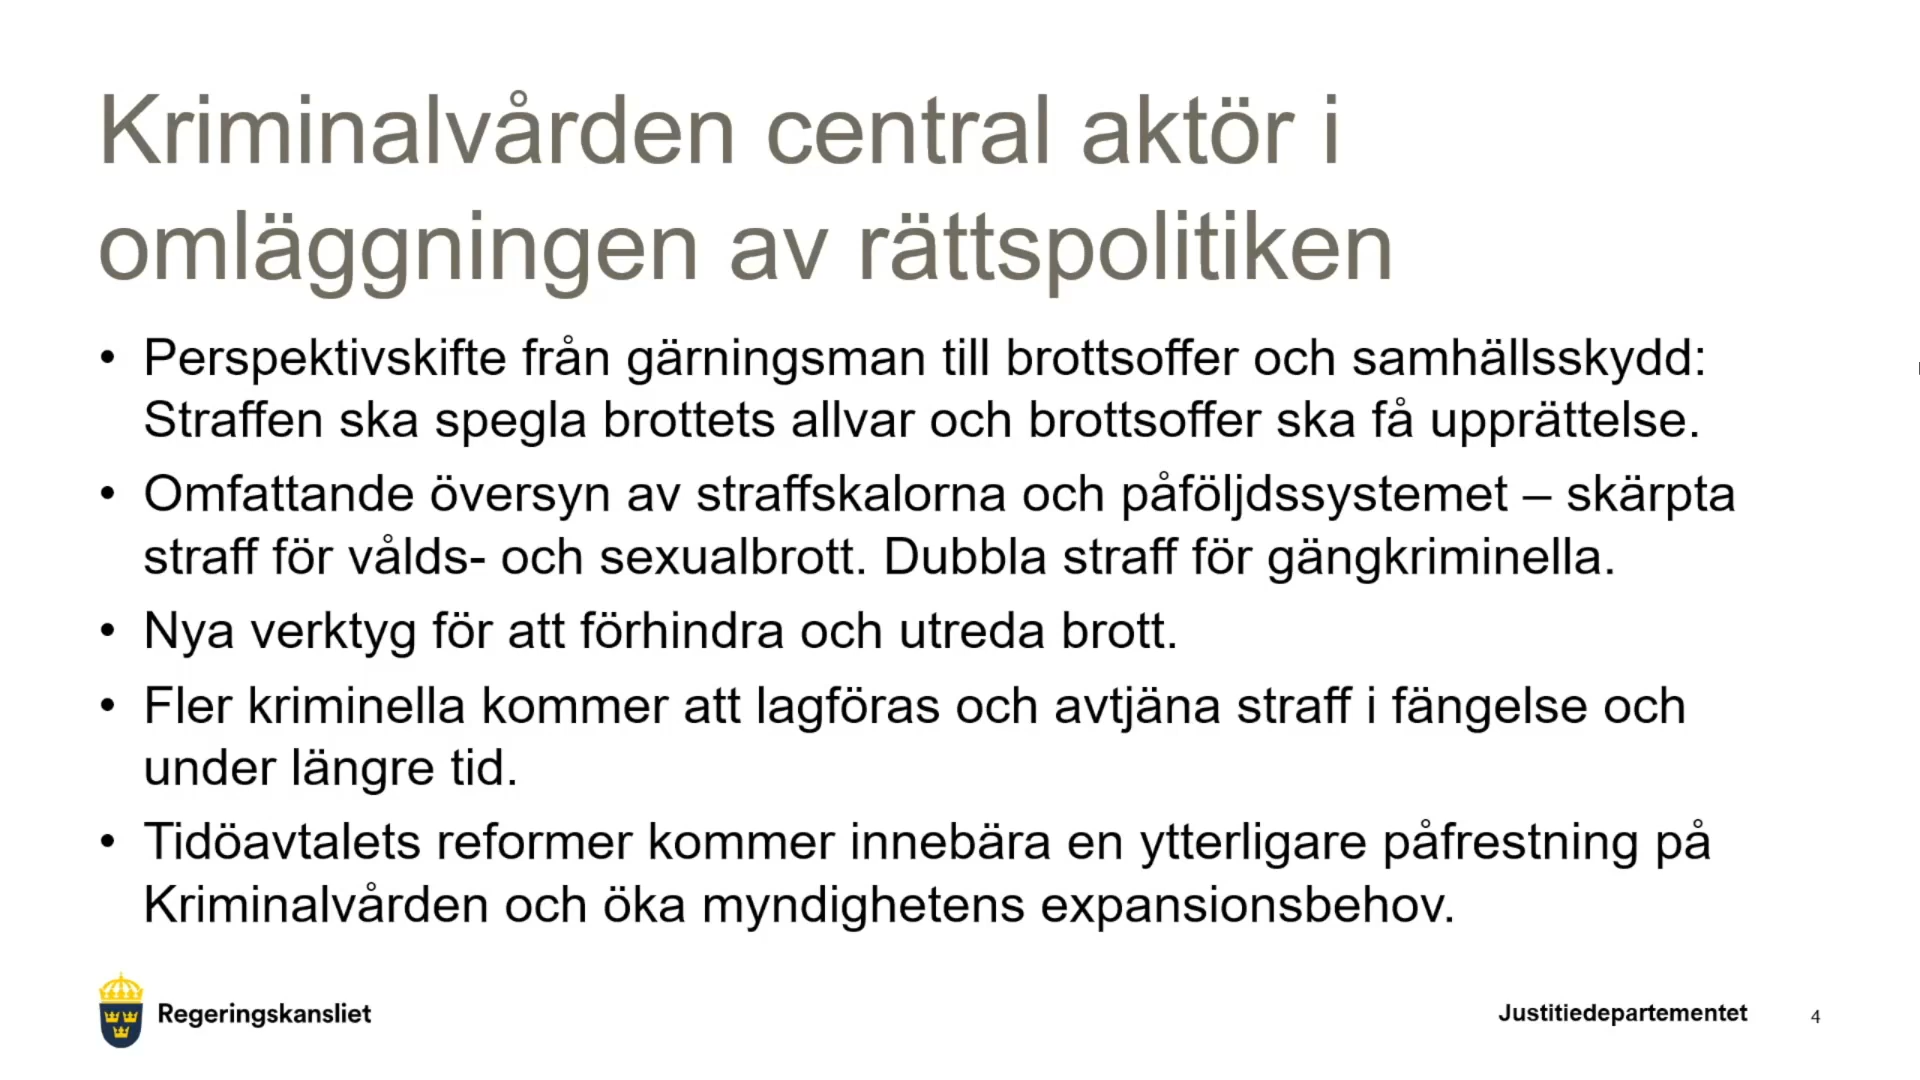 Kriminalvården central aktör i
omläggningen av rättspolitiken
• Perspektivskifte från gärningsman till brottsoffer och samhällsskydd:
Straffen ska spegla brottets allvar och brottsoffer ska få upprättelse.
• Omfattande översyn av straffskalorna och påföljdssystemet – skärpta
straff för vålds- och sexualbrott. Dubbla straff för gängkriminella.
• Nya verktyg för att förhindra och utreda brott.
• Fler kriminella kommer att lagföras och avtjäna straff i fängelse och
under längre tid.
• Tidöavtalets reformer kommer innebära en ytterligare påfrestning på
Kriminalvården och öka myndighetens expansionsbehov.
Regeringskansliet
Justitiedepartementet
4